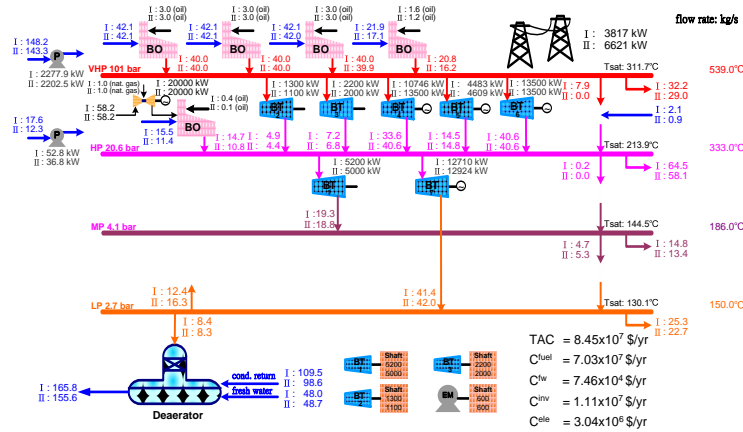 flow rate: kg/s
I : 3.0 (oil)
II : 3.0 (oil)
I : 3.0 (oil)
II : 3.0 (oil)
I : 3.0 (oil)
II : 3.0 (oil)
I : 1.6 (oil)
II : 1.2 (oil)
I : 42.1
II : 42.1
I : 42.1
II : 42.1
I : 42.1
II : 42.0
I : 21.9
II : 17.1
I : 3817 kW
II : 6621 kW
I : 148.2
II : 143.3
P
BO
BO
BO
BO
I : 2277.9 kW
II : 2202.5 kW
I : 40.0
II : 40.0
I : 40.0
II : 40.0
I : 40.0
II : 39.9
I : 20.8
II : 16.2
VHP 101 bar
Tsat: 311.7°C
539.0°C
I : 1.0 (nat. gas)
II : 1.0 (nat. gas)
I : 20000 kW
II : 20000 kW
I : 1300 kW
II : 1100 kW
I : 2200 kW
II : 2000 kW
I : 10746 kW
II : 13500 kW
I : 4483 kW
II : 4609 kW
I : 13500 kW
II : 13500 kW
I : 7.9
II : 0.0
I : 32.2
II : 29.0
I : 58.2
II : 58.2
I : 0.4 (oil)
II : 0.1 (oil)
BT
BT
BT
BT
BT
I : 2.1
II : 0.9
I : 17.6
II : 12.3
P
I : 15.5
II : 11.4
BO
I : 52.8 kW
II : 36.8 kW
I : 14.7
II : 10.8
I : 4.9
II : 4.4
I : 7.2
II : 6.8
I : 33.6
II : 40.6
I : 14.5
II : 14.8
I : 40.6
II : 40.6
HP 20.6 bar
Tsat: 213.9°C
333.0°C
I : 5200 kW
II : 5000 kW
I : 12710 kW
II : 12924 kW
I : 0.2
II : 0.0
I : 64.5
II : 58.1
BT
BT
I : 19.3
II : 18.8
MP 4.1 bar
Tsat: 144.5°C
186.0°C
I : 4.7
II : 5.3
I : 14.8
II : 13.4
I : 12.4
II : 16.3
I : 41.4
II : 42.0
LP 2.7 bar
Tsat: 130.1°C
150.0°C
I : 8.4
II : 8.3
I : 25.3
II : 22.7
TAC = 8.45x10⁷ $/yr
C^fuel = 7.03x10⁷ $/yr
C^fw = 7.46x10⁴ $/yr
C^inv = 1.11x10⁷ $/yr
C^ele = 3.04x10⁶ $/yr
BT
1
Shaft
5200
5000
BT
3
Shaft
2200
2000
BT
2
Shaft
1300
1100
EM
Shaft
600
600
I : 165.8
II : 155.6
cond. return
I : 109.5
II : 98.6
fresh water
I : 48.0
II : 48.7
Deaerator